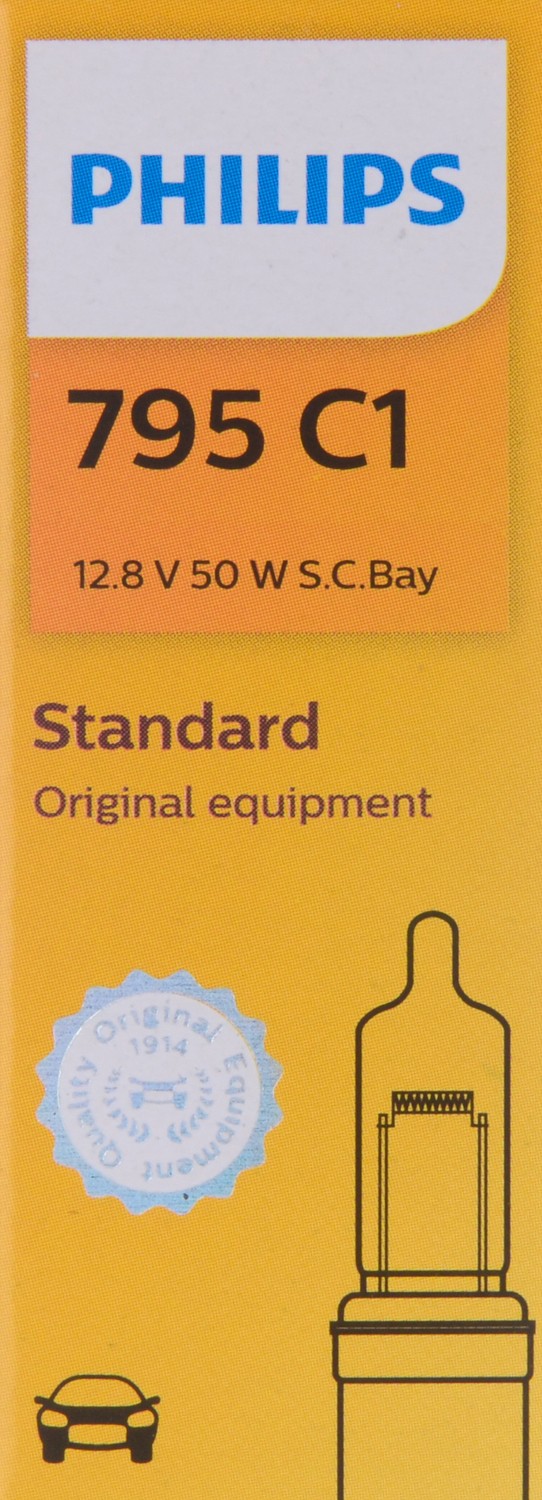 PHILIPS
795 C1
12.8 V 50 W S.C.Bay
Standard
Original equipment
Original Equipment Quality
1914